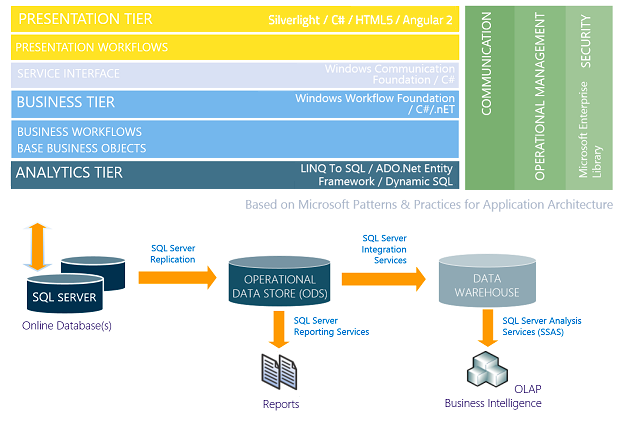 PRESENTATION TIER
Silverlight / C# / HTML5 / Angular 2
PRESENTATION WORKFLOWS
SERVICE INTERFACE
Windows Communication
Foundation / C#
BUSINESS TIER
Windows Workflow Foundation
/ C#/.nET
BUSINESS WORKFLOWS
BASE BUSINESS OBJECTS
ANALYTICS TIER
LINQ To SQL / ADO.Net Entity
Framework / Dynamic SQL
COMMUNICATION
OPERATIONAL MANAGEMENT
SECURITY
Microsoft Enterprise
Library
Based on Microsoft Patterns & Practices for Application Architecture
SQL SERVER
Online Database(s)
SQL Server
Replication
OPERATIONAL
DATA STORE (ODS)
SQL Server
Integration
Services
DATA
WAREHOUSE
SQL Server
Reporting Services
SQL Server Analysis
Services (SSAS)
Reports
OLAP
Business Intelligence